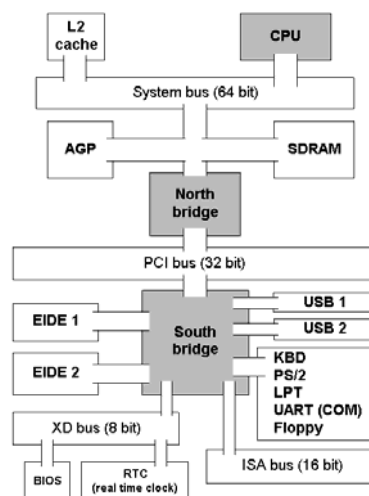 L2
cache
CPU
System bus (64 bit)
AGP
SDRAM
North
bridge
PCI bus (32 bit)
EIDE 1
South
bridge
USB 1
USB 2
EIDE 2
KBD
PS/2
LPT
UART (COM)
Floppy
XD bus (8 bit)
ISA bus (16 bit)
BIOS
RTC
(real time clock)